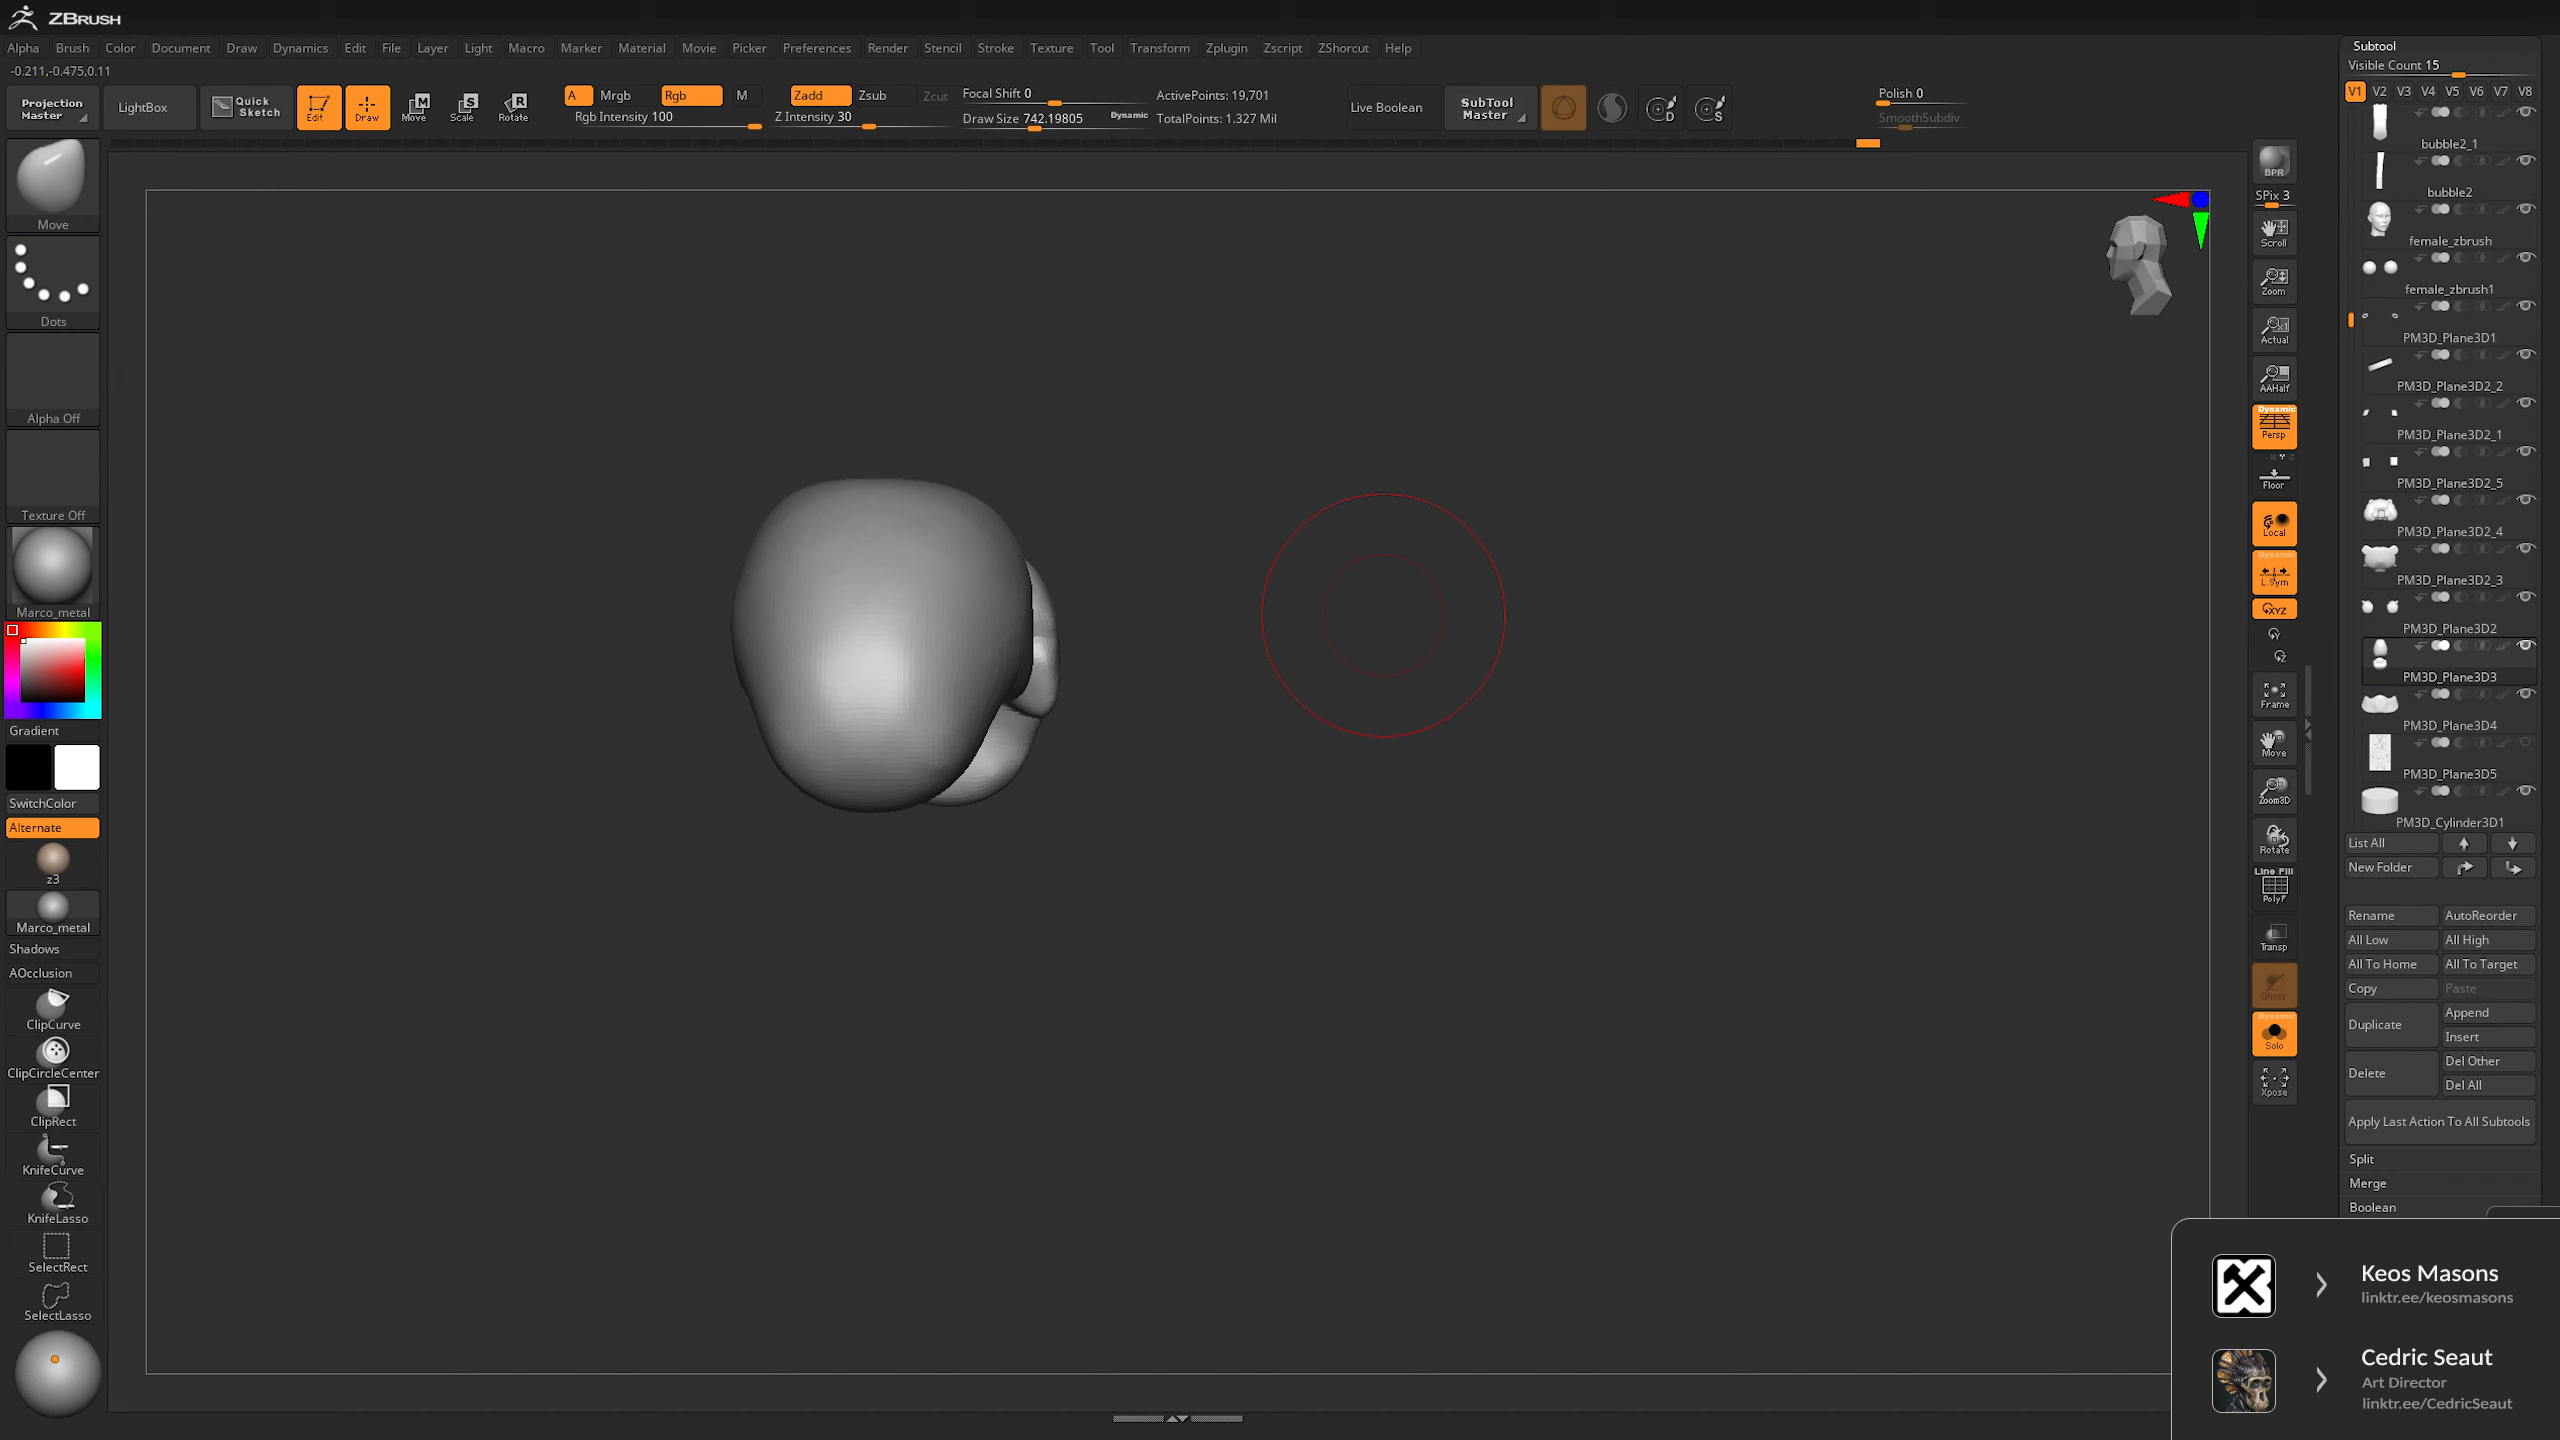 ZBRUSH
Alpha Brush Color Document Draw Dynamics Edit File Layer Light Macro Marker Material Movie Picker Preferences Render Stencil Stroke Texture Tool Transform Zplugin Zscript ZShorcut Help
-0.211,-0.475,0.11
Projection Master
LightBox
Quick Sketch
Edit
Draw
Move
Scale
Rotate
A Mrgb Rgb M
Rgb Intensity 100
Zadd Zsub Zcut
Z Intensity 30
Focal Shift 0
Draw Size 742.19805 Dynamic
ActivePoints: 19,701
TotalPoints: 1.327 Mil
Live Boolean
SubTool Master
D
S
Polish 0
SmoothSubdiv
Move
Dots
Alpha Off
Texture Off
Marco_metal
Gradient
SwitchColor
Alternate
z3
Marco_metal
Shadows
AOcclusion
ClipCurve
ClipCircleCenter
ClipRect
KnifeCurve
KnifeLasso
SelectRect
SelectLasso
BPR
SPix 3
Scroll
Zoom
Actual
AAHalf
Dynamic
Persp
Floor
Local
Dynamic
L.Sym
XYZ
Y
Z
Frame
Move
Zoom3D
Rotate
Line Fill
PolyF
Transp
Ghost
Dynamic
Solo
Xpose
Subtool
Visible Count 15
V1 V2 V3 V4 V5 V6 V7 V8
bubble2_1
bubble2
female_zbrush
female_zbrush1
PM3D_Plane3D1
PM3D_Plane3D2_2
PM3D_Plane3D2_1
PM3D_Plane3D2_5
PM3D_Plane3D2_4
PM3D_Plane3D2_3
PM3D_Plane3D2
PM3D_Plane3D3
PM3D_Plane3D4
PM3D_Plane3D5
PM3D_Cylinder3D1
List All
New Folder
Rename AutoReorder
All Low All High
All To Home All To Target
Copy Paste
Duplicate Append
Insert
Delete Del Other
Del All
Apply Last Action To All Subtools
Split
Merge
Boolean
Keos Masons
linktr.ee/keosmasons
Cedric Seaut
Art Director
linktr.ee/CedricSeaut